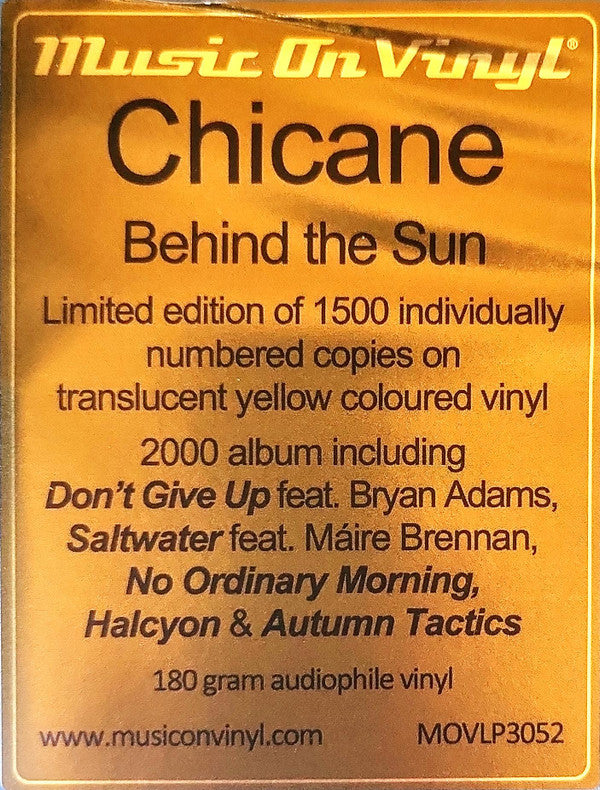 Music On Vinyl®
Chicane
Behind the Sun
Limited edition of 1500 individually
numbered copies on
translucent yellow coloured vinyl
2000 album including
Don't Give Up feat. Bryan Adams,
Saltwater feat. Máire Brennan,
No Ordinary Morning,
Halcyon & Autumn Tactics
180 gram audiophile vinyl
www.musiconvinyl.com MOVLP3052